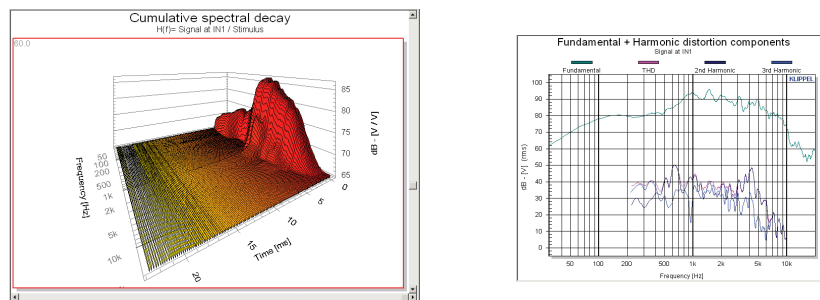 Cumulative spectral decay
H(f)= Signal at IN1 / Stimulus
60.0
85
80
75
70
65
dB - [V / V]
50
100
200
500
1k
2k
5k
10k
Frequency [Hz]
0
5
10
15
20
Time [ms]
Fundamental + Harmonic distortion components
Signal at IN1
Fundamental
THD
2nd Harmonic
3rd Harmonic
KLIPPEL
100
90
80
70
60
50
40
30
20
10
0
dB - [V] (rms)
50 100 200 500 1k 2k 5k 10k
Frequency [Hz]